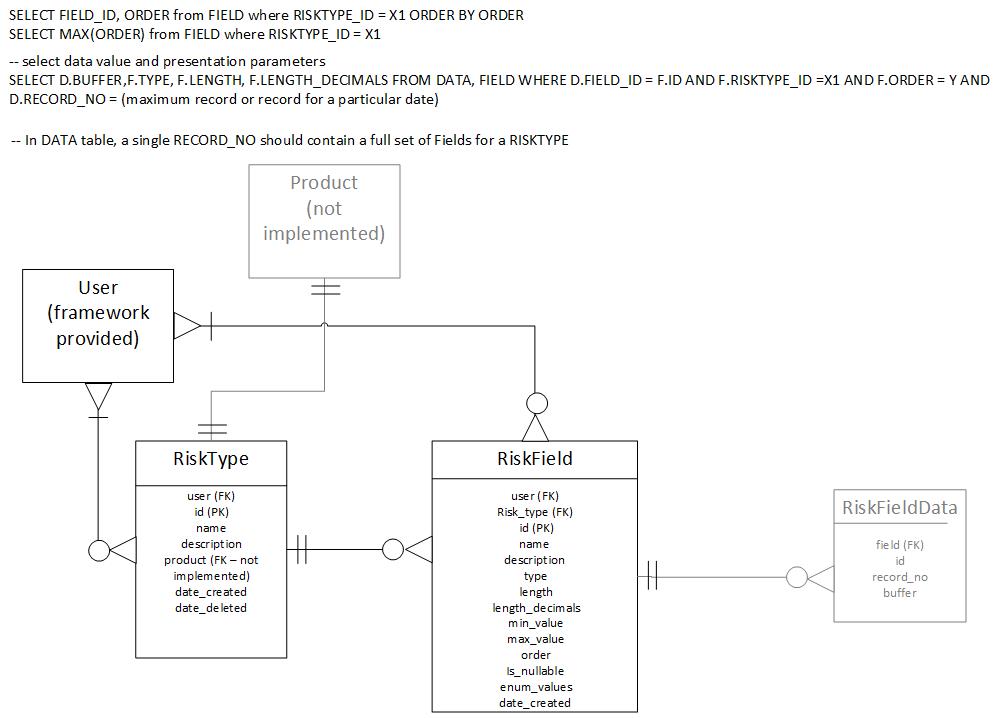 SELECT FIELD_ID, ORDER from FIELD where RISKTYPE_ID = X1 ORDER BY ORDER
SELECT MAX(ORDER) from FIELD where RISKTYPE_ID = X1
-- select data value and presentation parameters
SELECT D.BUFFER,F.TYPE, F.LENGTH, F.LENGTH_DECIMALS FROM DATA, FIELD WHERE D.FIELD_ID = F.ID AND F.RISKTYPE_ID =X1 AND F.ORDER = Y AND
D.RECORD_NO = (maximum record or record for a particular date)
-- In DATA table, a single RECORD_NO should contain a full set of Fields for a RISKTYPE
Product
(not
implemented)
User
(framework
provided)
RiskType
user (FK)
id (PK)
name
description
product (FK – not
implemented)
date_created
date_deleted
RiskField
user (FK)
Risk_type (FK)
id (PK)
name
description
type
length
length_decimals
min_value
max_value
order
Is_nullable
enum_values
date_created
RiskFieldData
field (FK)
id
record_no
buffer